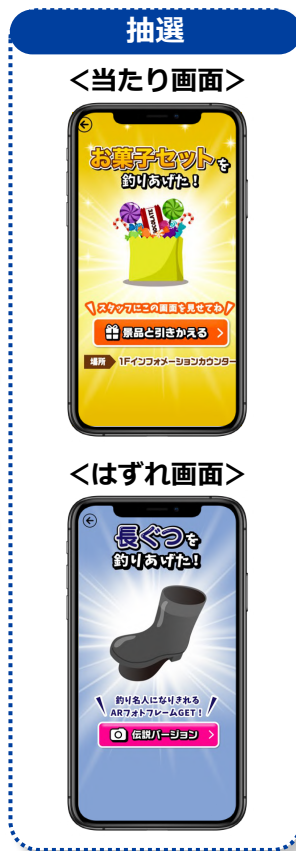 抽選
<当たり画面>
お菓子セットを
釣りあげた!
スタッフにこの画面を見せてね
景品と引きかえる
場所 1Fインフォメーションカウンター
<はずれ画面>
長ぐつを
釣りあげた!
釣り名人になりきれる
ARフォトフレームGET!
伝説バージョン